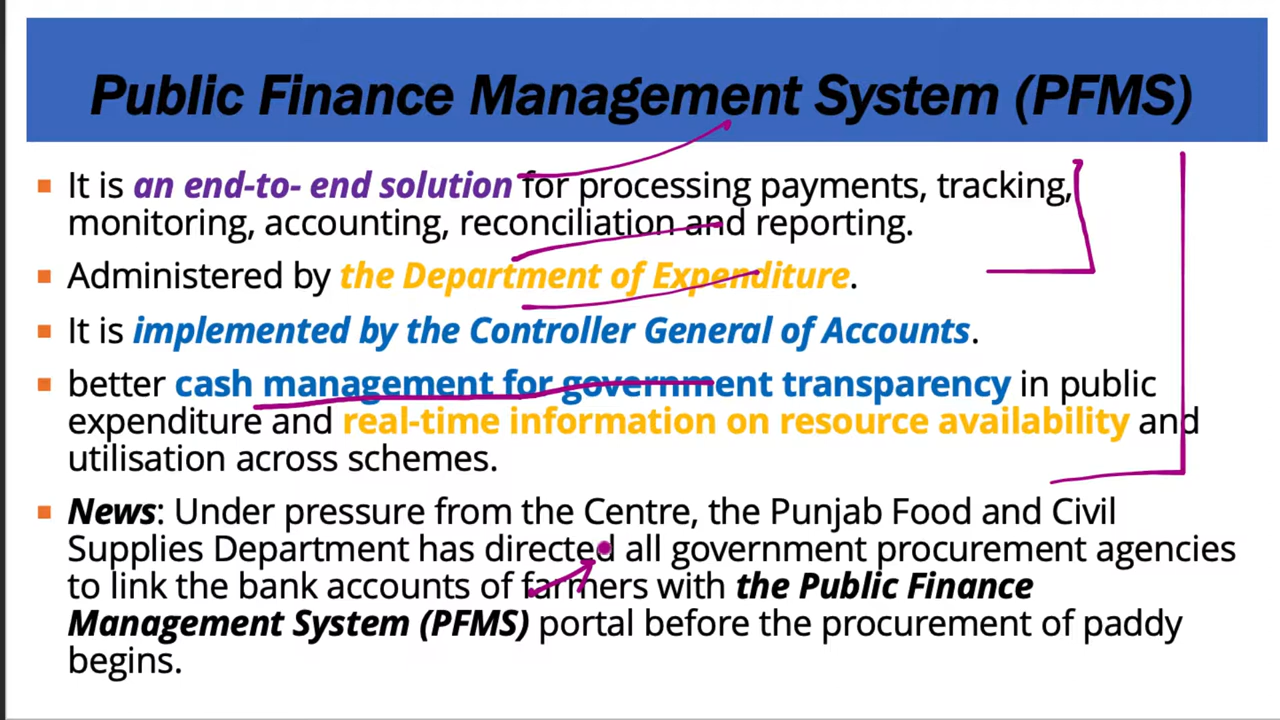 Public Finance Management System (PFMS)
It is an end-to- end solution for processing payments, tracking,
monitoring, accounting, reconciliation and reporting.
Administered by the Department of Expenditure.
It is implemented by the Controller General of Accounts.
better cash management for government transparency in public
expenditure and real-time information on resource availability and
utilisation across schemes.
News: Under pressure from the Centre, the Punjab Food and Civil
Supplies Department has directed all government procurement agencies
to link the bank accounts of farmers with the Public Finance
Management System (PFMS) portal before the procurement of paddy
begins.